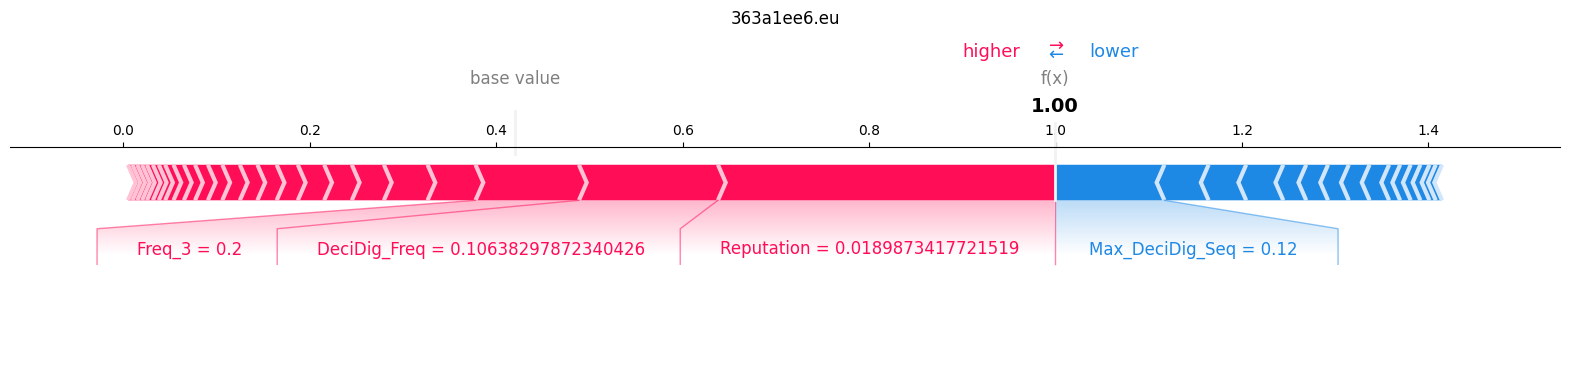 363a1ee6.eu
higher ⇄ lower
base value f(x)
1.00
0.0 0.2 0.4 0.6 0.8 1.0 1.2 1.4
Freq_3 = 0.2 DeciDig_Freq = 0.10638297872340426 Reputation = 0.0189873417721519 Max_DeciDig_Seq = 0.12